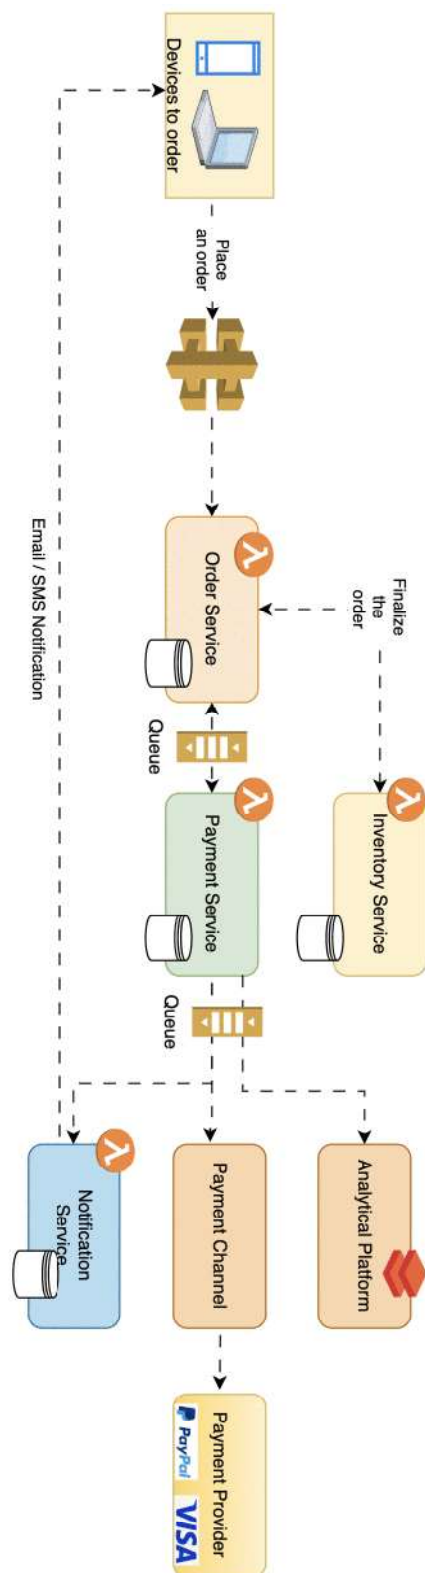 Devices to order
Place
an order
Finalize
the
order
λ
Order Service
Queue
λ
Payment Service
λ
Inventory Service
Queue
Analytical Platform
Payment Channel
λ
Notification
Service
Email / SMS Notification
Payment Provider
PayPal
VISA